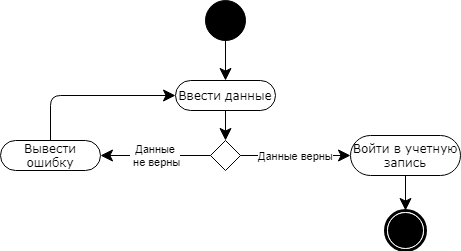 Ввести данные
Вывести
ошибку
Данные
не верны
Данные верны
Войти в учетную
запись